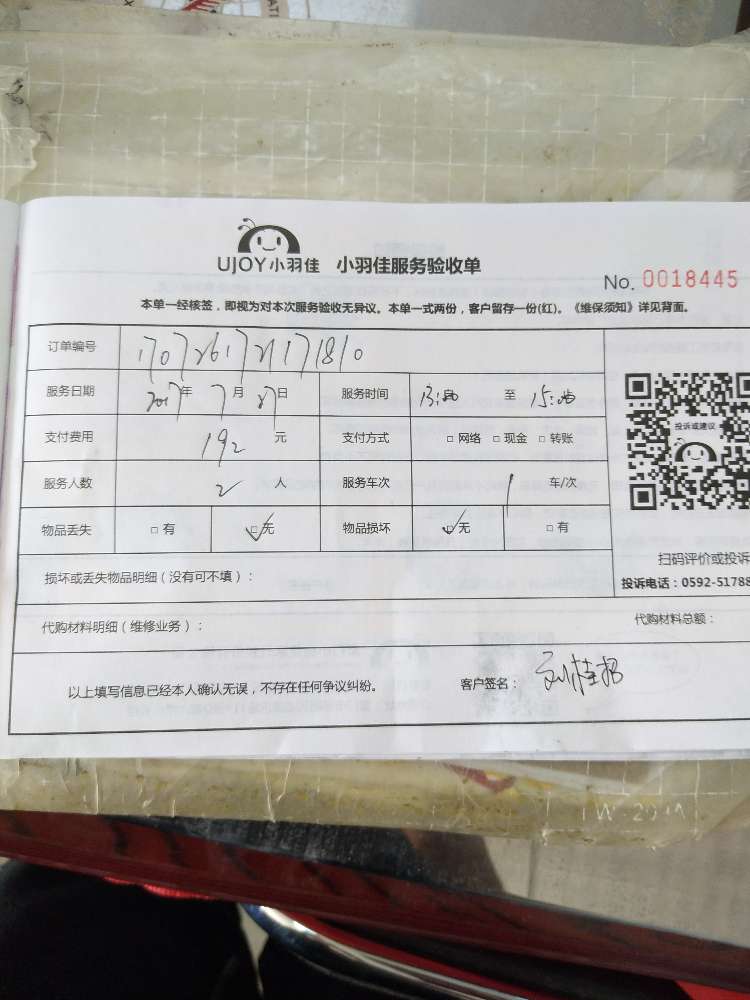 UJOY小羽佳 小羽佳服务验收单
No. 0018445
本单一经核签，即视为对本次服务验收无异议。本单一式两份，客户留存一份(红)。《维保须知》详见背面。
订单编号 170726172171810
服务日期 2017年 7月 27日 服务时间 13:00 至 15:00
投诉或建议
支付费用 192 元 支付方式 □ 网络 □ 现金 □ 转账
服务人数 2 人 服务车次 1 车/次
物品丢失 □ 有 □ 无 物品损坏 □ 无 □ 有
扫码评价或投诉
投诉电话：0592-51788
损坏或丢失物品明细（没有可不填）：
代购材料明细（维修业务）： 代购材料总额：
以上填写信息已经本人确认无误，不存在任何争议纠纷。 客户签名： 刘桂招